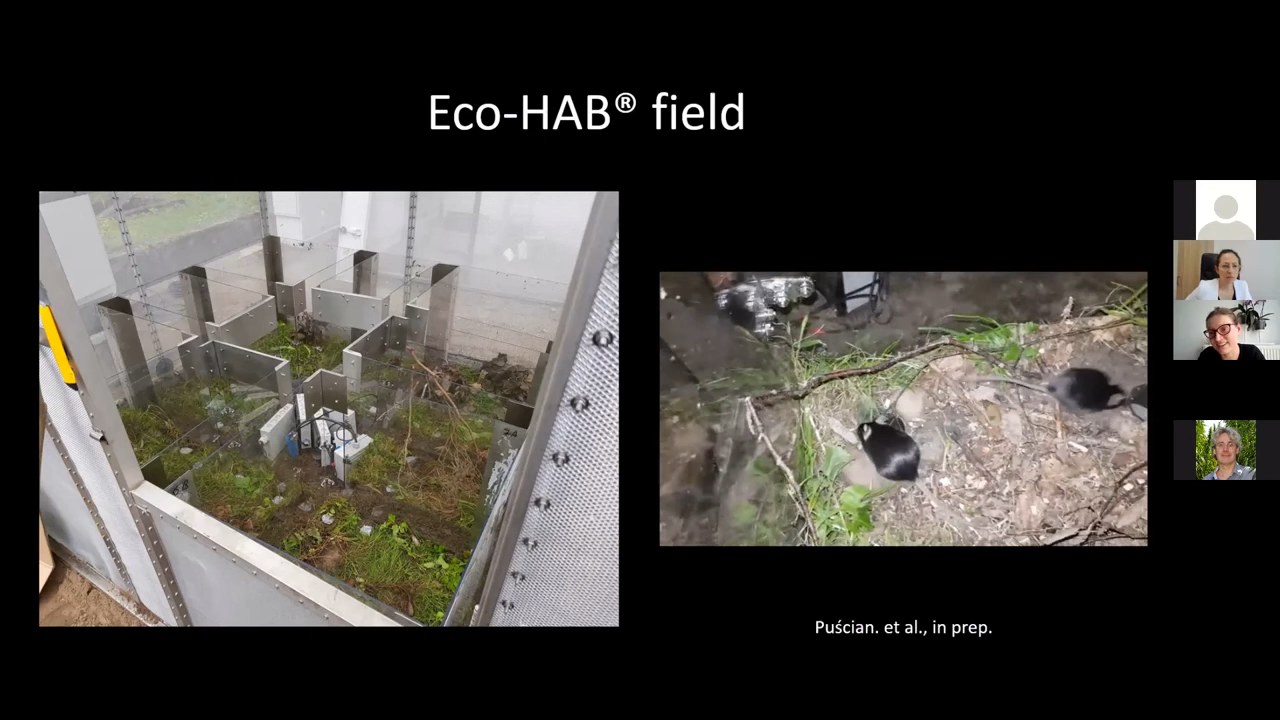 Eco-HAB® field
Puścian. et al., in prep.